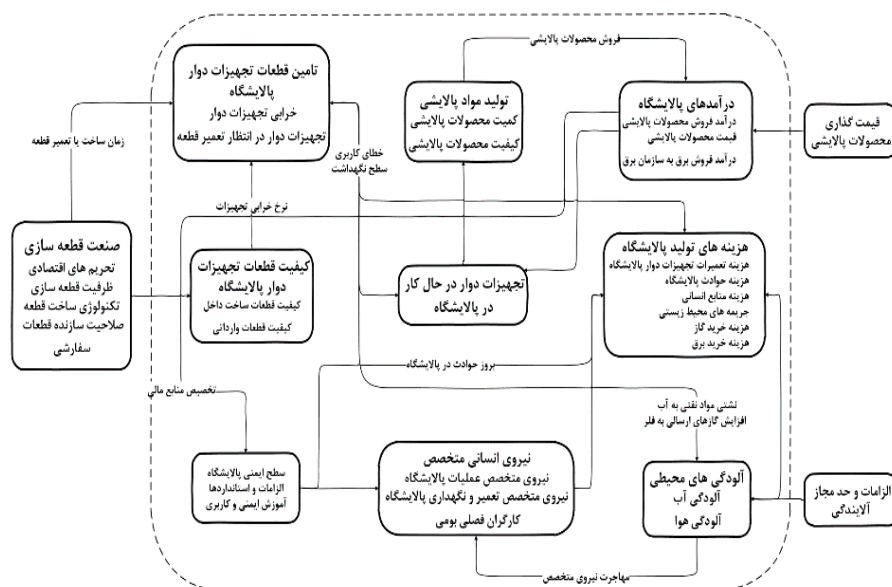 فروش محصولات پالایشی
تامین قطعات تجهیزات دوار
پالایشگاه
خرابی تجهیزات دوار
تجهیزات دوار در انتظار تعمیر قطعه
تولید مواد پالایشی
کمیت محصولات پالایشی
کیفیت محصولات پالایشی
درآمدهای پالایشگاه
درآمد فروش محصولات پالایشی
قیمت محصولات پالایشی
درآمد فروش برق به سازمان برق
قیمت گذاری
محصولات پالایشی
زمان ساخت یا تعمیر قطعه
خطای کاربری
سطح نگهداشت
نرخ خرابی تجهیزات
صنعت قطعه سازی
تحریم های اقتصادی
ظرفیت قطعه سازی
تکنولوژی ساخت قطعه
صلاحیت سازنده قطعات
سفارشی
کیفیت قطعات تجهیزات
دوار پالایشگاه
کیفیت قطعات ساخت داخل
کیفیت قطعات وارداتی
تجهیزات دوار در حال کار
در پالایشگاه
هزینه های تولید پالایشگاه
هزینه تعمیرات تجهیزات دوار پالایشگاه
هزینه حوادث پالایشگاه
هزینه منابع انسانی
جریمه های محیط زیستی
هزینه خرید گاز
هزینه خرید برق
بروز حوادث در پالایشگاه
تخصیص منابع مالی
نشتی مواد نفتی به آب
افزایش گازهای ارسالی به فلر
سطح ایمنی پالایشگاه
الزامات و استانداردها
آموزش ایمنی و کاربری
نیروی انسانی متخصص
نیروی متخصص عملیات پالایشگاه
نیروی متخصص تعمیر و نگهداری پالایشگاه
کارگران فصلی بومی
آلودگی های محیطی
آلودگی آب
آلودگی هوا
الزامات و حد مجاز
آلایندگی
مهاجرت نیروی متخصص